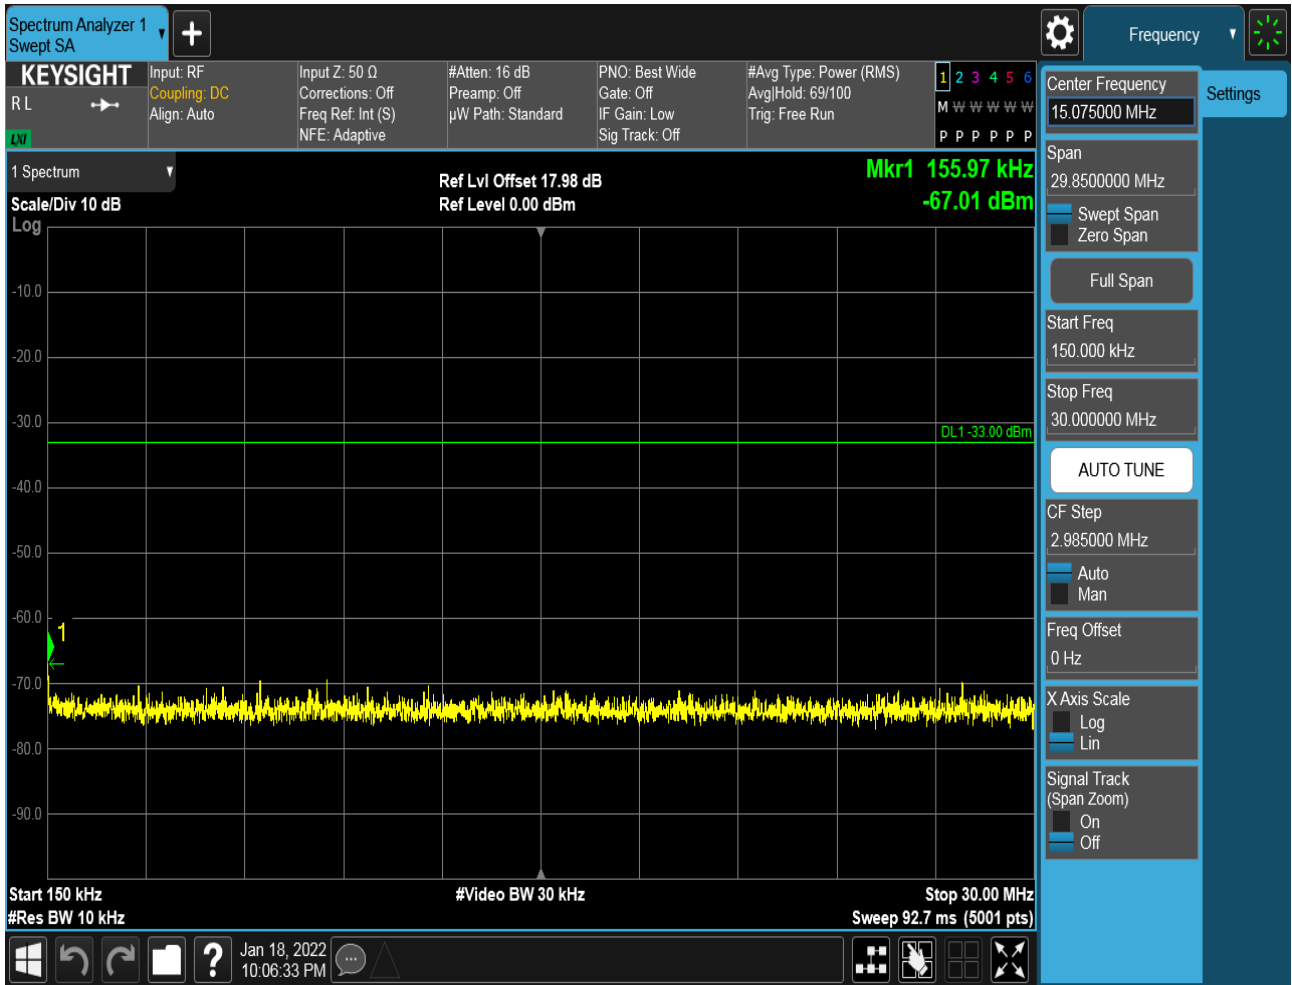 Spectrum Analyzer 1
Swept SA
Frequency
KEYSIGHT
R L
LXI
Input: RF
Coupling: DC
Align: Auto
Input Z: 50 Ω
Corrections: Off
Freq Ref: Int (S)
NFE: Adaptive
#Atten: 16 dB
Preamp: Off
µW Path: Standard
PNO: Best Wide
Gate: Off
IF Gain: Low
Sig Track: Off
#Avg Type: Power (RMS)
Avg|Hold: 69/100
Trig: Free Run
1 2 3 4 5 6
M W W W W W
P P P P P P
1 Spectrum
Scale/Div 10 dB
Log
Ref Lvl Offset 17.98 dB
Ref Level 0.00 dBm
Mkr1 155.97 kHz
-67.01 dBm
-10.0
-20.0
-30.0
DL1 -33.00 dBm
-40.0
-50.0
-60.0
1
-70.0
-80.0
-90.0
Start 150 kHz
#Video BW 30 kHz
Stop 30.00 MHz
#Res BW 10 kHz
Sweep 92.7 ms (5001 pts)
?
Jan 18, 2022
10:06:33 PM
Center Frequency
15.075000 MHz
Settings
Span
29.8500000 MHz
Swept Span
Zero Span
Full Span
Start Freq
150.000 kHz
Stop Freq
30.000000 MHz
AUTO TUNE
CF Step
2.985000 MHz
Auto
Man
Freq Offset
0 Hz
X Axis Scale
Log
Lin
Signal Track
(Span Zoom)
On
Off